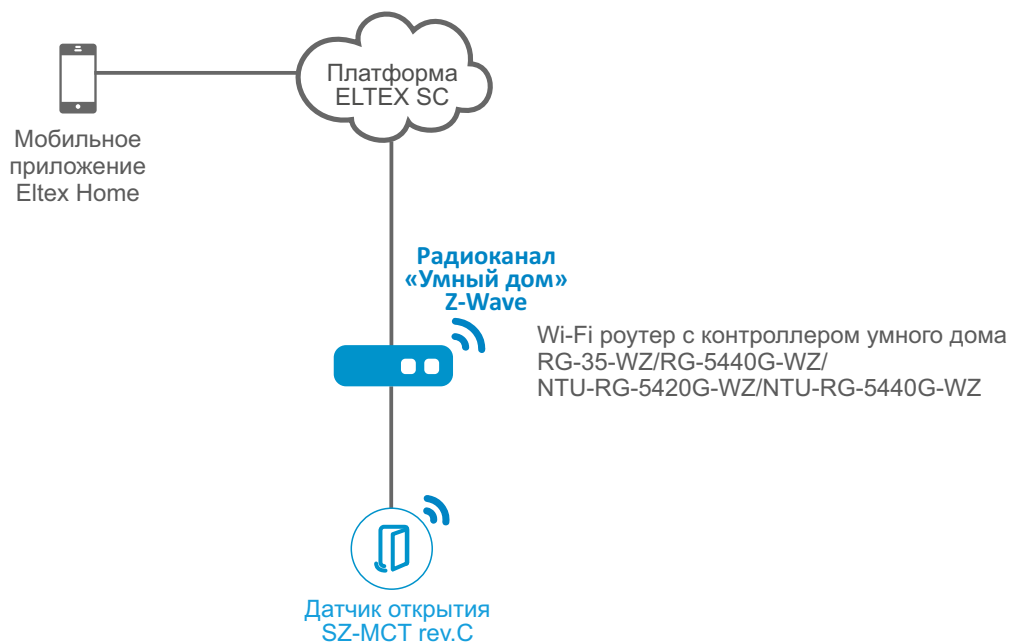 Платформа
ELTEX SC
Мобильное
приложение
Eltex Home
Радиоканал
«Умный дом»
Z-Wave
Wi-Fi роутер с контроллером умного дома
RG-35-WZ/RG-5440G-WZ/
NTU-RG-5420G-WZ/NTU-RG-5440G-WZ
Датчик открытия
SZ-MCT rev.C